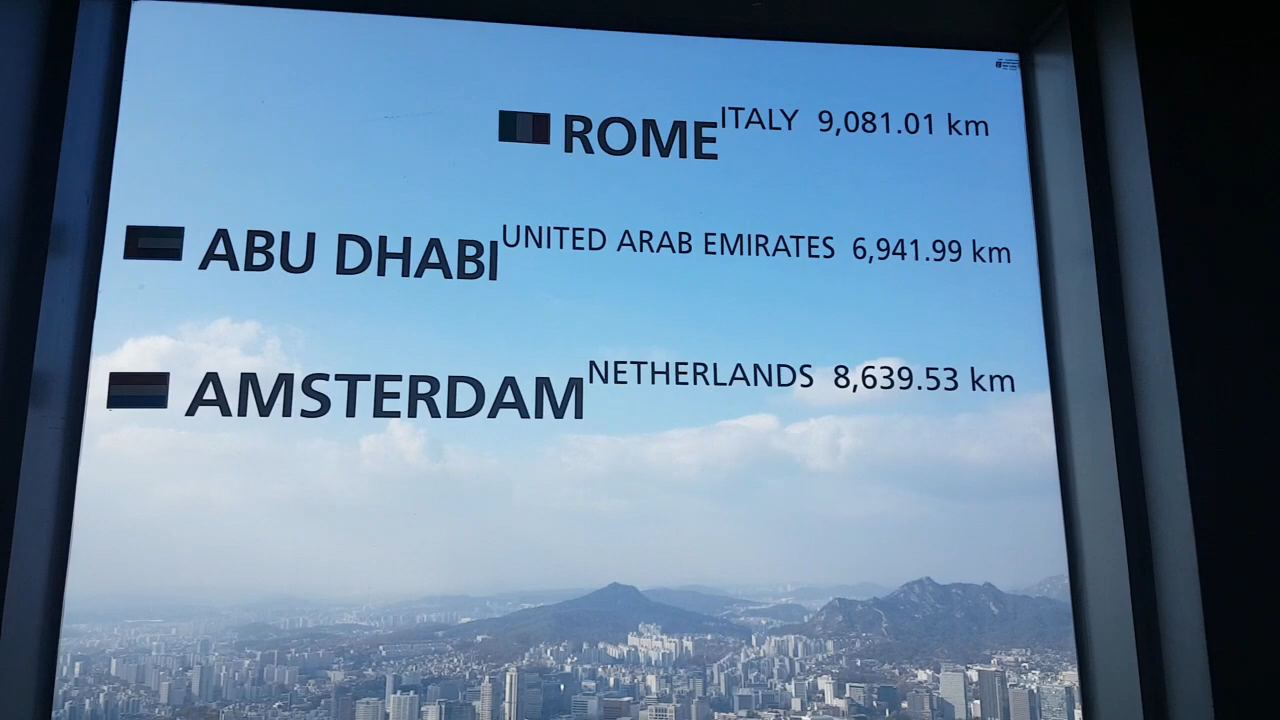 ROME ITALY 9,081.01 km
ABU DHABI UNITED ARAB EMIRATES 6,941.99 km
AMSTERDAM NETHERLANDS 8,639.53 km